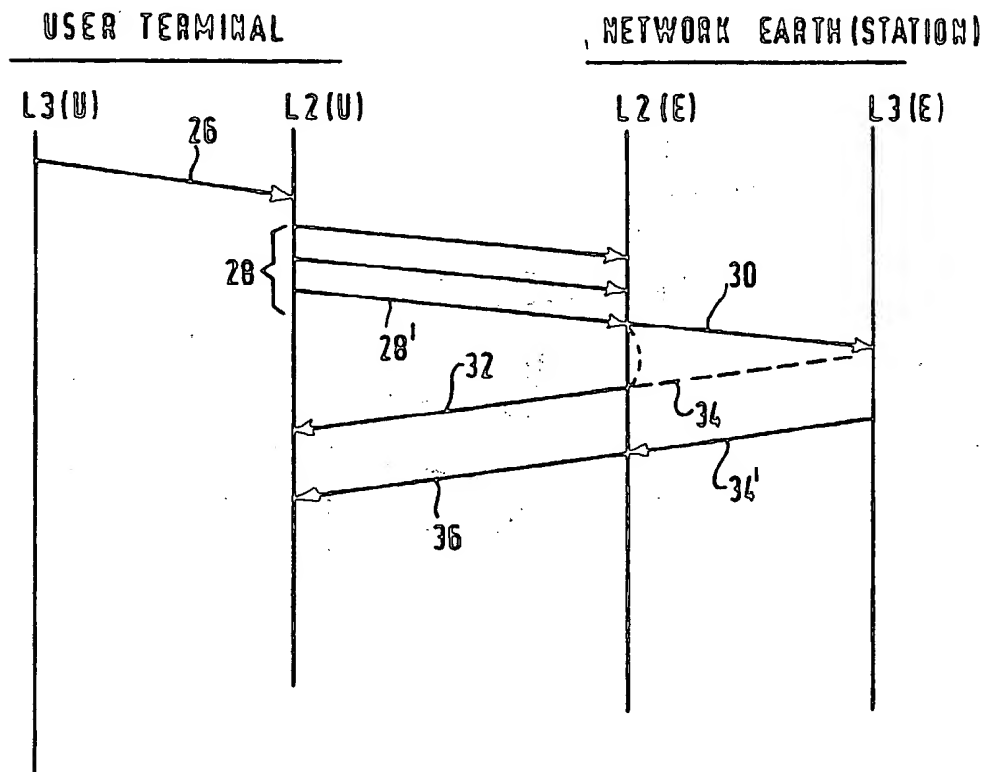 USER TERMINAL
NETWORK EARTH (STATION)
L3(U)
L2(U)
L2(E)
L3(E)
26
28
28'
30
32
34
34'
36